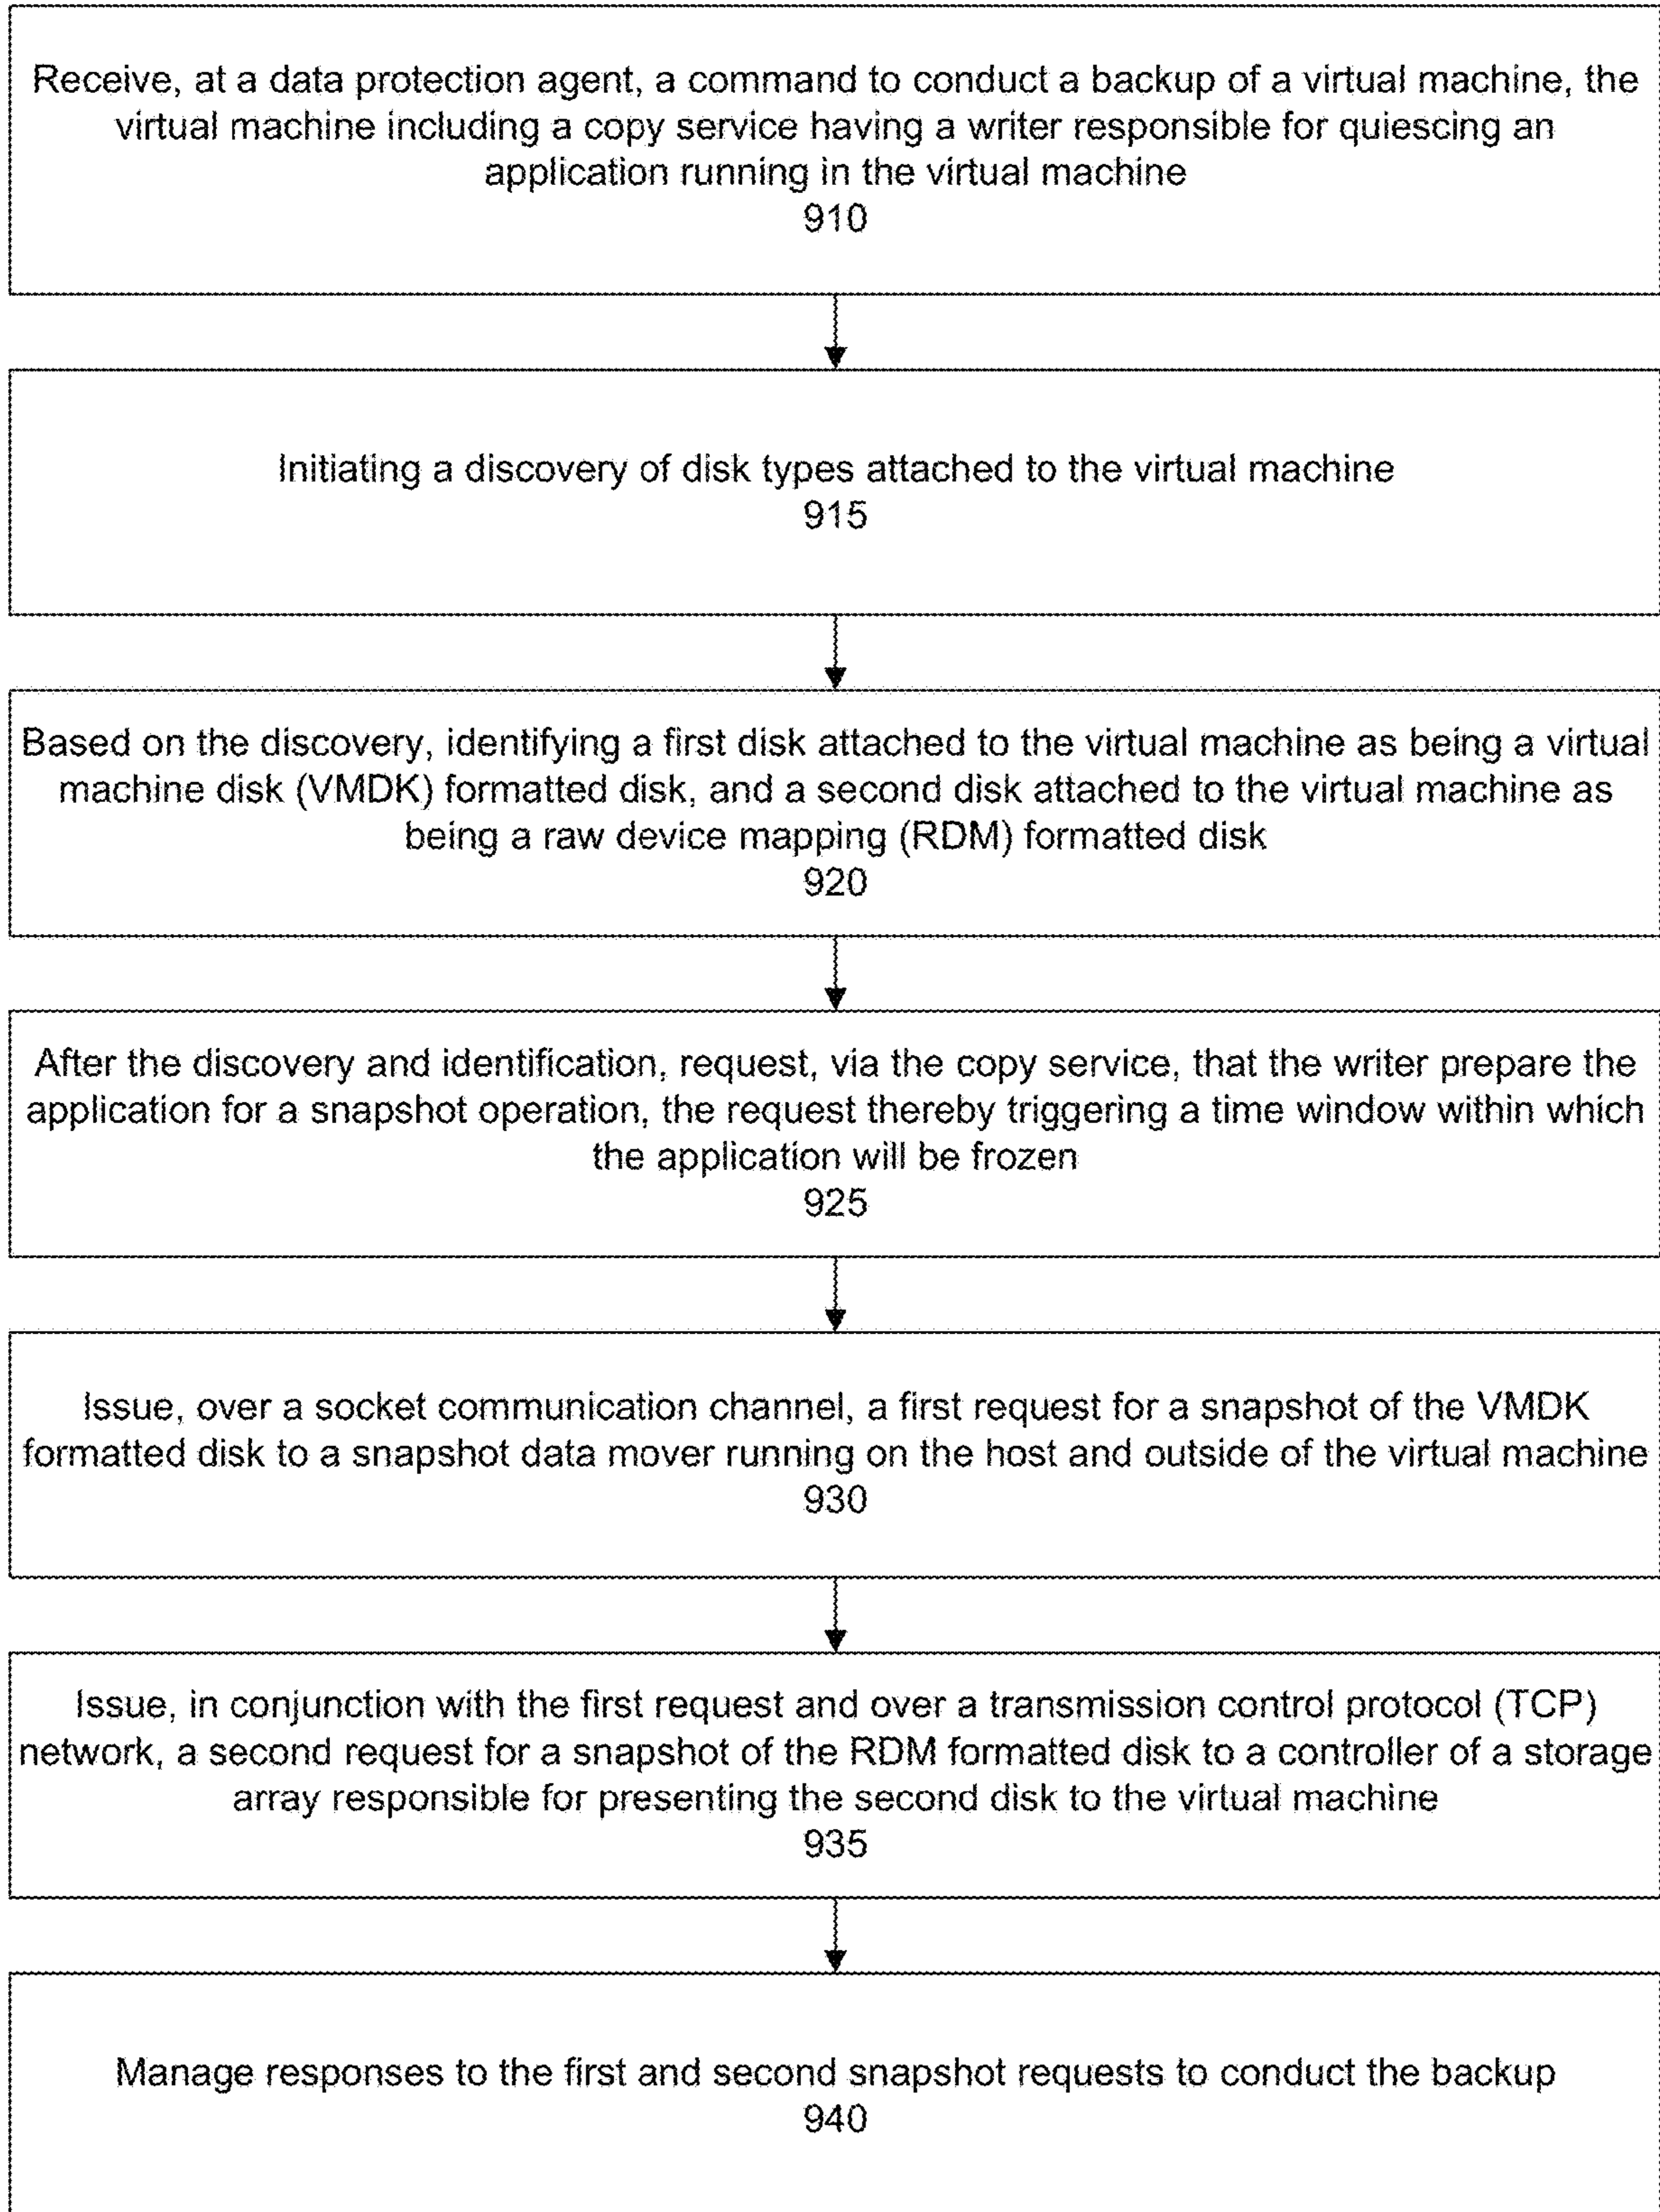 Receive, at a data protection agent, a command to conduct a backup of a virtual machine, the
virtual machine including a copy service having a writer responsible for quiescing an
application running in the virtual machine
910
Initiating a discovery of disk types attached to the virtual machine
915
Based on the discovery, identifying a first disk attached to the virtual machine as being a virtual
machine disk (VMDK) formatted disk, and a second disk attached to the virtual machine as
being a raw device mapping (RDM) formatted disk
920
After the discovery and identification, request, via the copy service, that the writer prepare the
application for a snapshot operation, the request thereby triggering a time window within which
the application will be frozen
925
Issue, over a socket communication channel, a first request for a snapshot of the VMDK
formatted disk to a snapshot data mover running on the host and outside of the virtual machine
930
Issue, in conjunction with the first request and over a transmission control protocol (TCP)
network, a second request for a snapshot of the RDM formatted disk to a controller of a storage
array responsible for presenting the second disk to the virtual machine
935
Manage responses to the first and second snapshot requests to conduct the backup
940